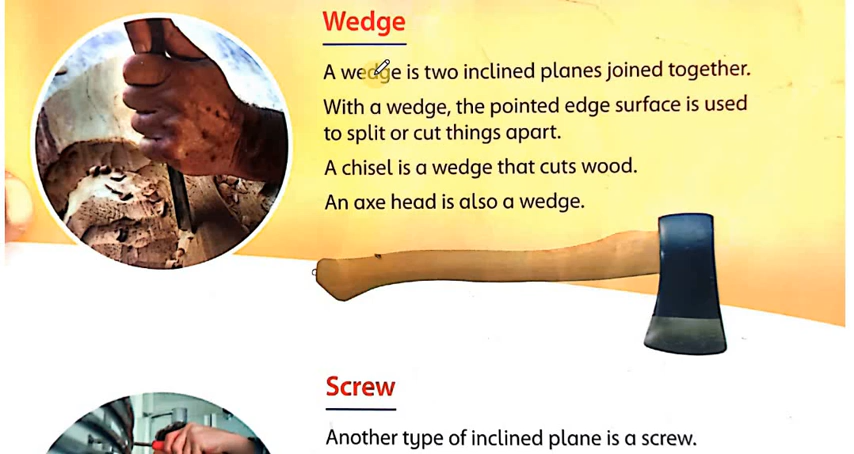 Wedge
A wedge is two inclined planes joined together.
With a wedge, the pointed edge surface is used
to split or cut things apart.
A chisel is a wedge that cuts wood.
An axe head is also a wedge.
Screw
Another type of inclined plane is a screw.